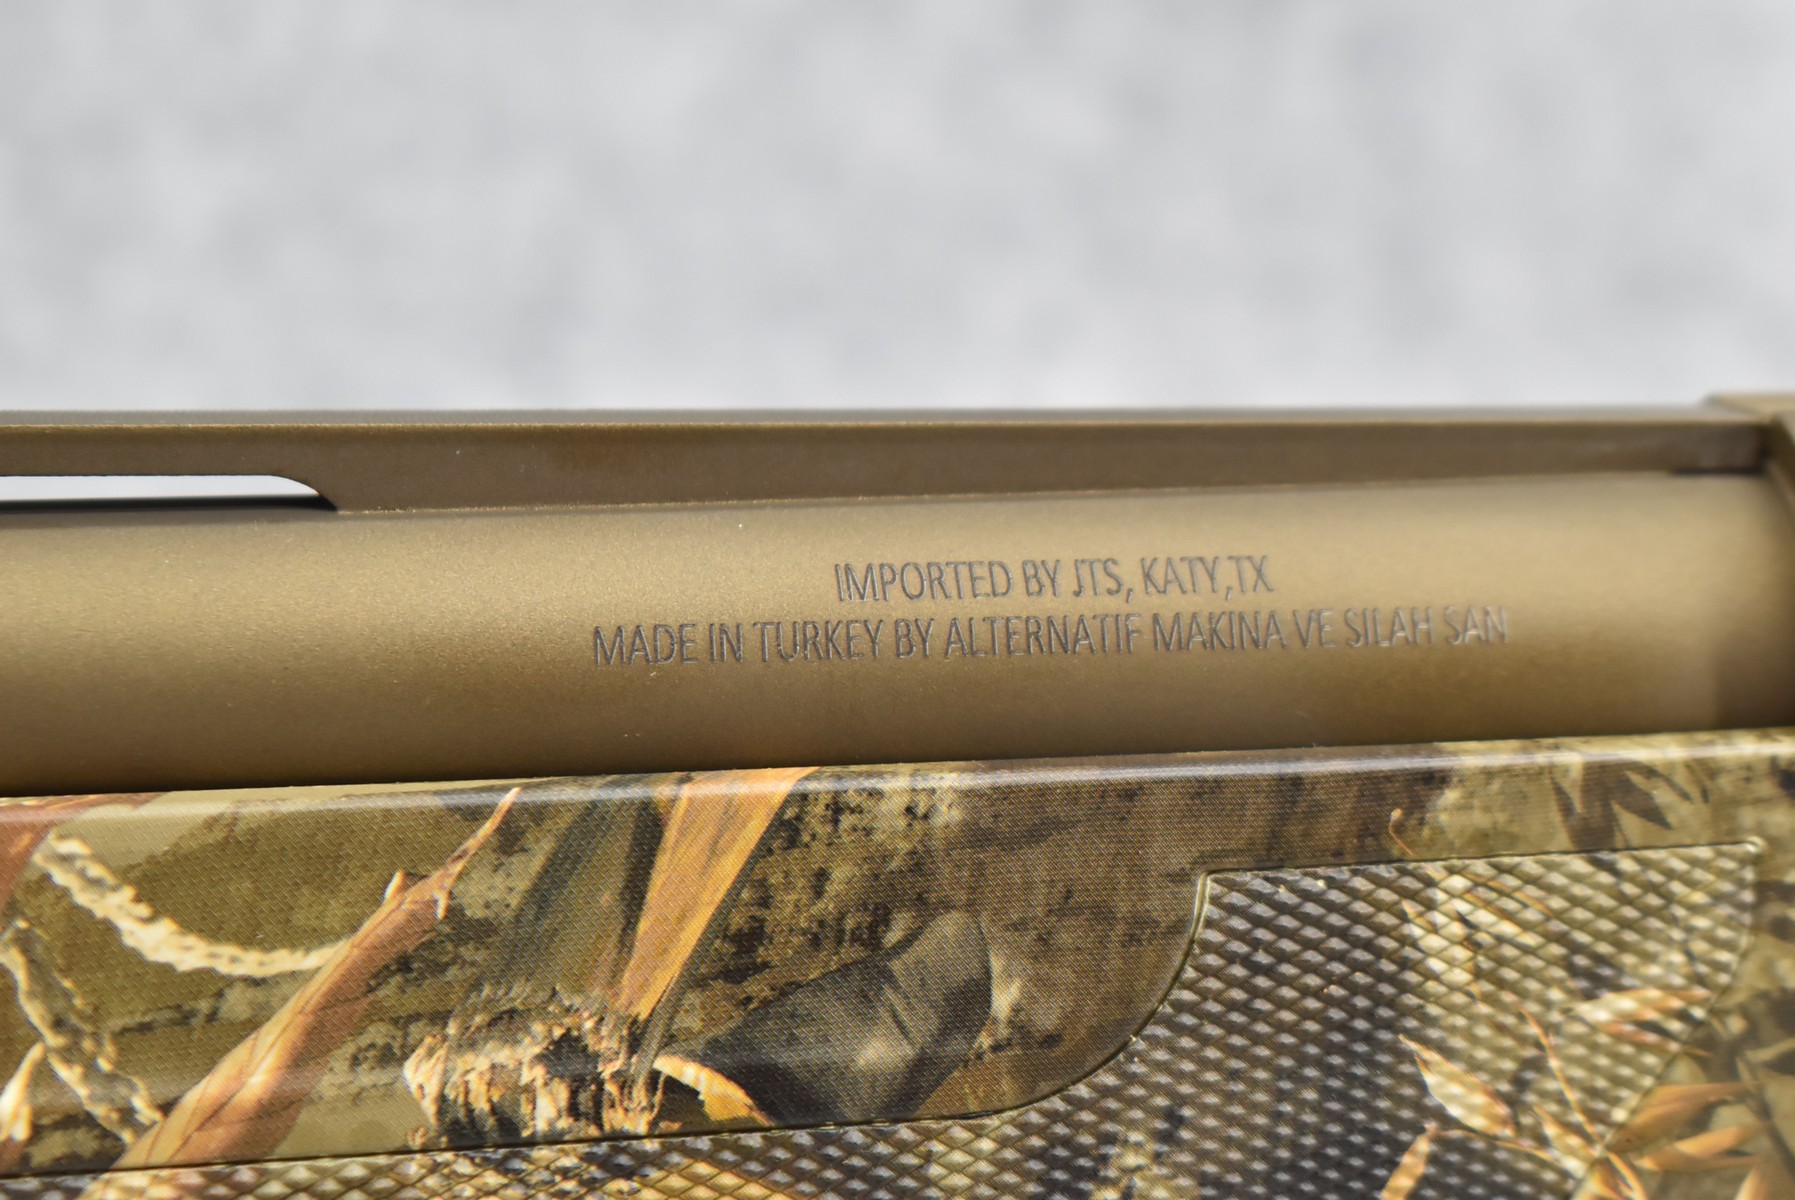 IMPORTED BY JTS, KATY,TX
MADE IN TURKEY BY ALTERNATIF MAKINA VE SILAH SAN